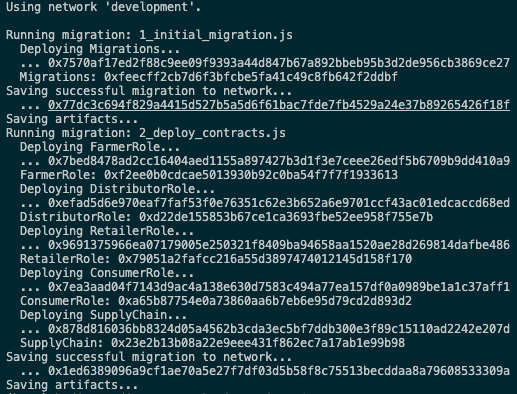 Using network 'development'.
Running migration: 1_initial_migration.js
Deploying Migrations...
... 0x7570af17ed2f88c9ee09f9393a44d847b67a892bbeb95b3d2de956cb3869ce27
Migrations: 0xfeecff2cb7d6f3bfcbe5fa41c49c8fb642f2ddbf
Saving successful migration to network...
... 0x77dc3c694f829a4415d527b5a5d6f61bac7fde7fb4529a24e37b89265426f18f
Saving artifacts...
Running migration: 2_deploy_contracts.js
Deploying FarmerRole...
... 0x7bed8478ad2cc16404aed1155a897427b3d1f3e7ceee26edf5b6709b9dd410a9
FarmerRole: 0xf2ee0b0cdcae5013930b92c0ba54f7f7f1933613
Deploying DistributorRole...
... 0xefad5d6e970eaf7faf53f0e76351c62e3b652a6e9701ccf43ac01edcaccd68ed
DistributorRole: 0xd22de155853b67ce1ca3693fbe52ee958f755e7b
Deploying RetailerRole...
... 0x9691375966ea07179005e250321f8409ba94658aa1520ae28d269814dafbe486
RetailerRole: 0x79051a2fafcc216a55d3897474012145d158f170
Deploying ConsumerRole...
... 0x7ea3aad04f7143d9ac4a138e630d7583c494a77ea157df0a0989be1a1c37aff1
ConsumerRole: 0xa65b87754e0a73860aa6b7eb6e95d79cd2d893d2
Deploying SupplyChain...
... 0x878d816036bb8324d05a4562b3cda3ec5bf7ddb300e3f89c15110ad2242e207d
SupplyChain: 0x23e2b13b08a22e9eee431f862ec7a17ab1e99b98
Saving successful migration to network...
... 0x1ed6389096a9cf1ae70a5e27f7df03d5b58f8c75513becddaa8a79608533309a
Saving artifacts...